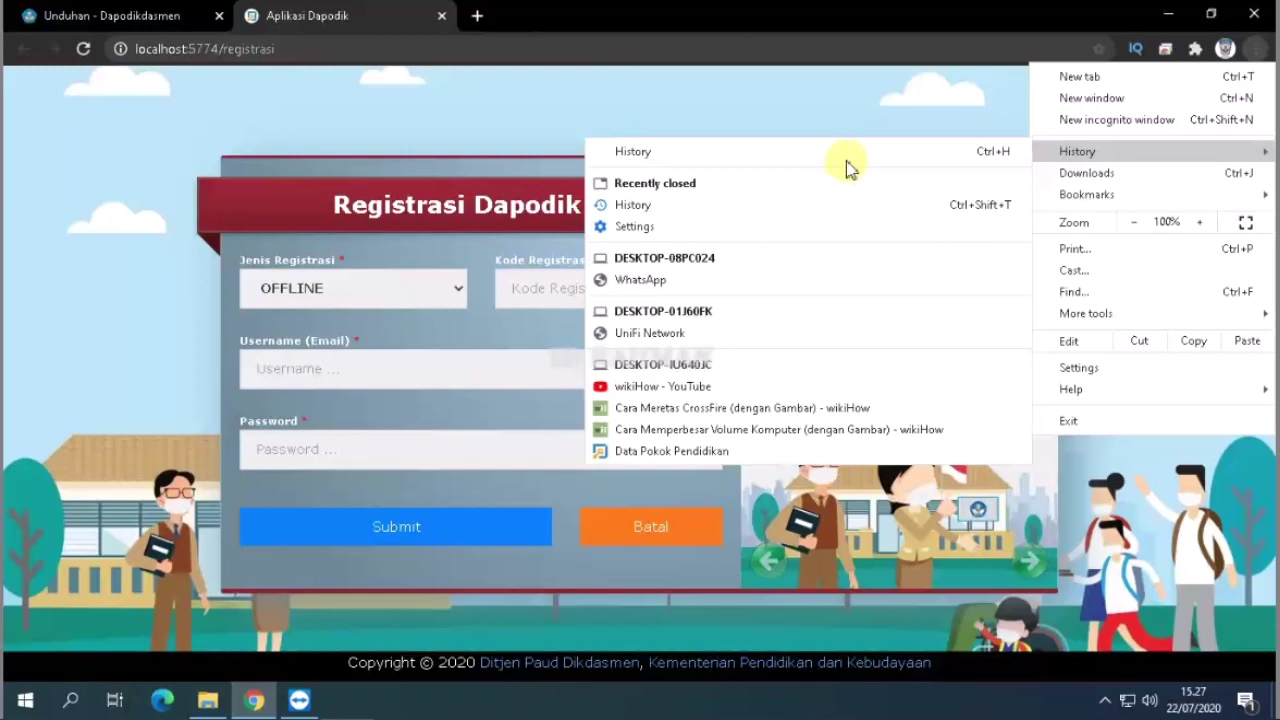 Unduhan - Dapodikdasmen
Aplikasi Dapodik
localhost:5774/registrasi
IQ
New tab Ctrl+T
New window Ctrl+N
New incognito window Ctrl+Shift+N
History
Downloads Ctrl+J
Bookmarks
Zoom - 100% +
Print... Ctrl+P
Cast...
Find... Ctrl+F
More tools
Edit Cut Copy Paste
Settings
Help
Exit
History Ctrl+H
Recently closed
History Ctrl+Shift+T
Settings
DESKTOP-08PC024
WhatsApp
DESKTOP-01J60FK
UniFi Network
DESKTOP-IU640JC
wikiHow - YouTube
Cara Meretas CrossFire (dengan Gambar) - wikiHow
Cara Memperbesar Volume Komputer (dengan Gambar) - wikiHow
Data Pokok Pendidikan
Registrasi Dapodik
Jenis Registrasi *
OFFLINE
Kode Registras
Kode Regis
Username (Email) *
Username ...
Password *
Password ...
Submit
Batal
Copyright © 2020 Ditjen Paud Dikdasmen, Kementerian Pendidikan dan Kebudayaan
15.27
22/07/2020
1